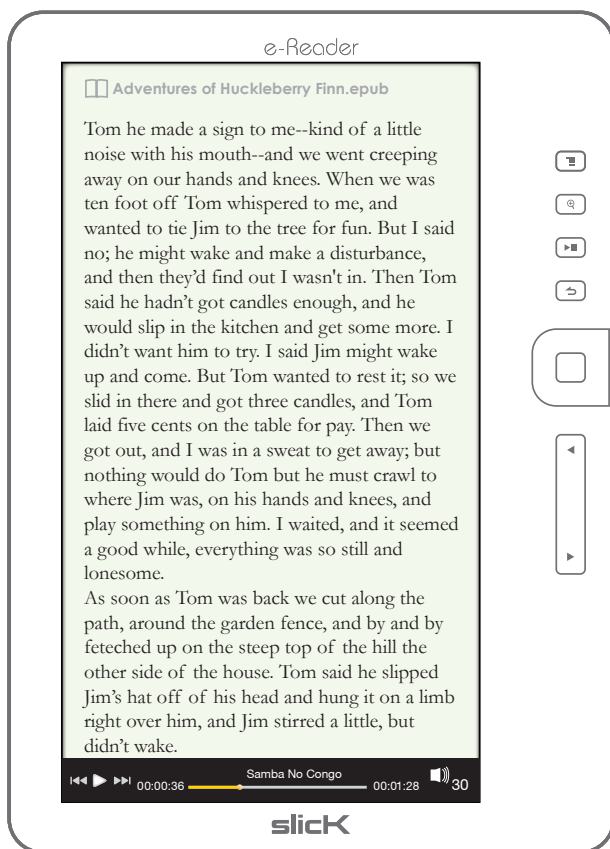 e-Reader
Adventures of Huckleberry Finn.epub
Tom he made a sign to me--kind of a little
noise with his mouth--and we went creeping
away on our hands and knees. When we was
ten foot off Tom whispered to me, and
wanted to tie Jim to the tree for fun. But I said
no; he might wake and make a disturbance,
and then they’d find out I wasn't in. Then Tom
said he hadn’t got candles enough, and he
would slip in the kitchen and get some more. I
didn’t want him to try. I said Jim might wake
up and come. But Tom wanted to rest it; so we
slid in there and got three candles, and Tom
laid five cents on the table for pay. Then we
got out, and I was in a sweat to get away; but
nothing would do Tom but he must crawl to
where Jim was, on his hands and knees, and
play something on him. I waited, and it seemed
a good while, everything was so still and
lonesome.
As soon as Tom was back we cut along the
path, around the garden fence, and by and by
feteched up on the steep top of the hill the
other side of the house. Tom said he slipped
Jim’s hat off of his head and hung it on a limb
right over him, and Jim stirred a little, but
didn’t wake.
Samba No Congo
00:00:36 00:01:28 30
slicK